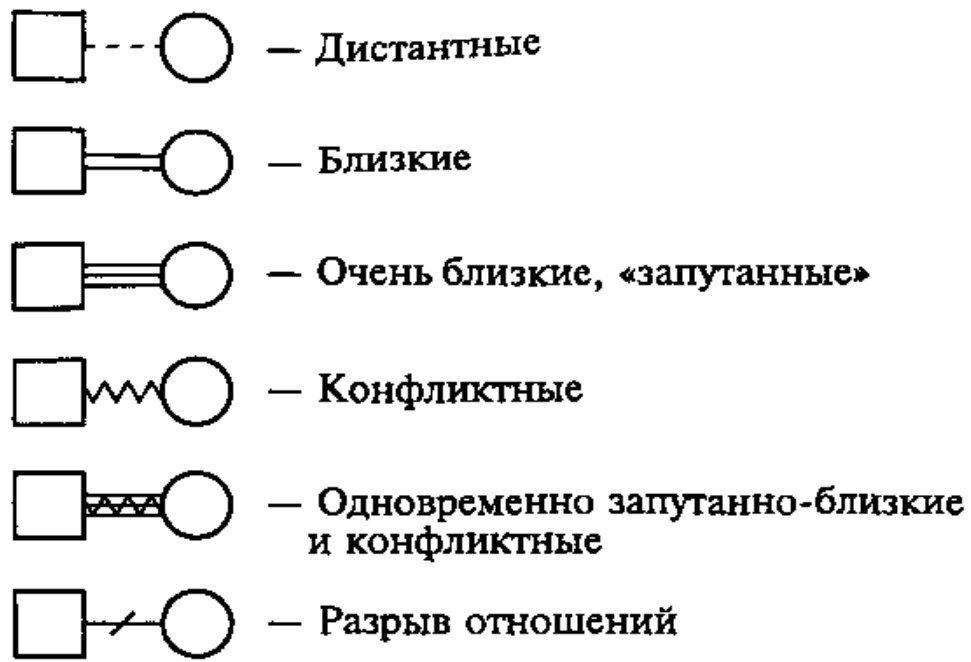 — Дистантные
— Близкие
— Очень близкие, «запутанные»
— Конфликтные
— Одновременно запутанно-близкие
и конфликтные
— Разрыв отношений